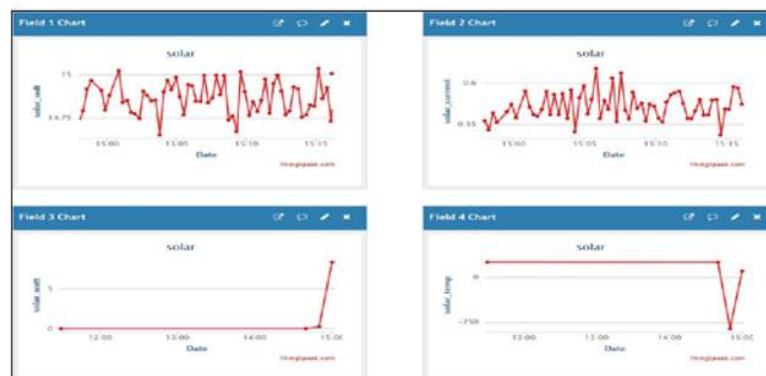 Field 1 Chart
solar
15
14.75
solar_volt
15:00 15:05 15:10 15:15
Date
ThingSpeak.com
Field 2 Chart
solar
0.6
0.55
solar_current
15:00 15:05 15:10 15:15
Date
ThingSpeak.com
Field 3 Chart
solar
5
0
solar_watt
12:00 13:00 14:00 15:00
Date
ThingSpeak.com
Field 4 Chart
solar
0
-250
solar_temp
12:00 13:00 14:00 15:00
Date
ThingSpeak.com